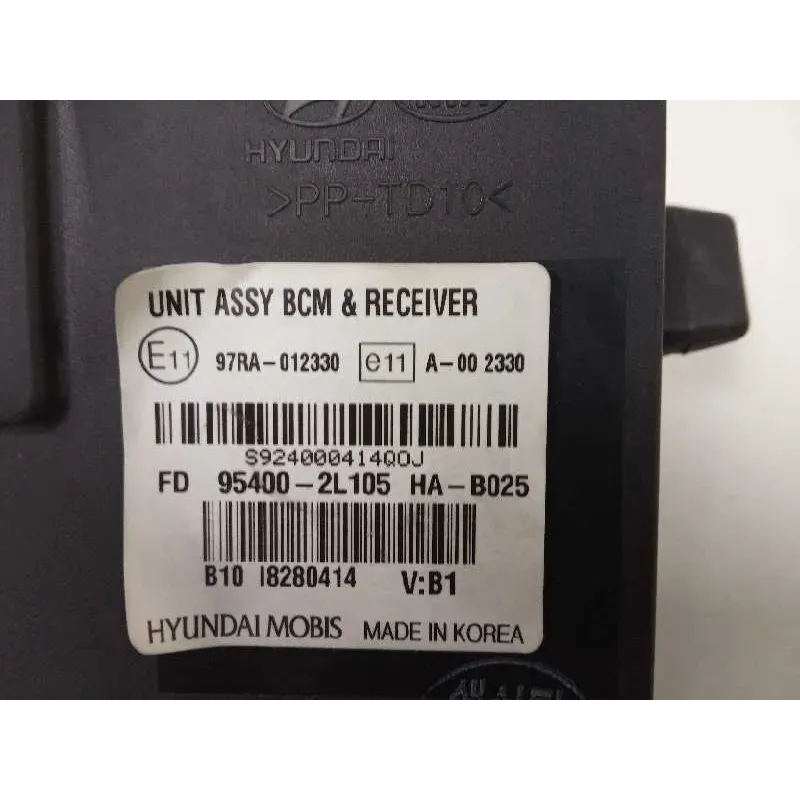 HYUNDAI
>PP-TD10<
UNIT ASSY BCM & RECEIVER
E11 97RA-012330 e11 A-00 2330
S924000414QOJ
FD 95400-2L105 HA-B025
B10 I8280414 V:B1
HYUNDAI MOBIS MADE IN KOREA